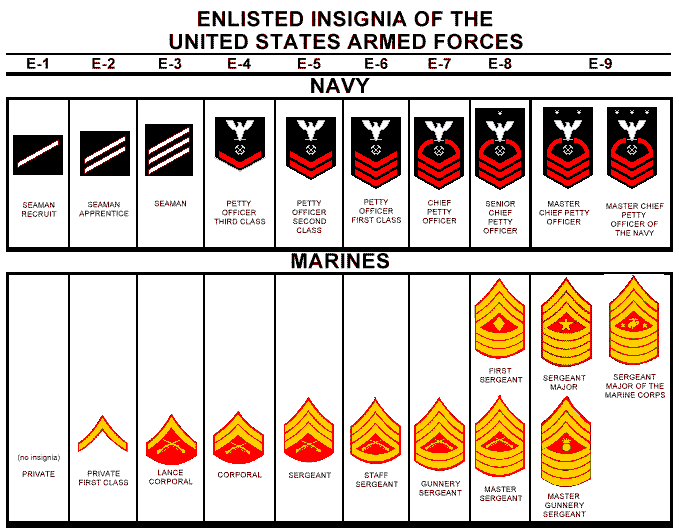 ENLISTED INSIGNIA OF THE
UNITED STATES ARMED FORCES
E-1 E-2 E-3 E-4 E-5 E-6 E-7 E-8 E-9
NAVY
SEAMAN
RECRUIT
SEAMAN
APPRENTICE
SEAMAN
PETTY
OFFICER
THIRD CLASS
PETTY
OFFICER
SECOND
CLASS
PETTY
OFFICER
FIRST CLASS
CHIEF
PETTY
OFFICER
SENIOR
CHIEF
PETTY
OFFICER
MASTER
CHIEF PETTY
OFFICER
MASTER CHIEF
PETTY
OFFICER OF
THE NAVY
MARINES
FIRST
SERGEANT
SERGEANT
MAJOR
SERGEANT
MAJOR OF THE
MARINE CORPS
(no insignia)
PRIVATE
PRIVATE
FIRST CLASS
LANCE
CORPORAL
CORPORAL
SERGEANT
STAFF
SERGEANT
GUNNERY
SERGEANT
MASTER
SERGEANT
MASTER
GUNNERY
SERGEANT